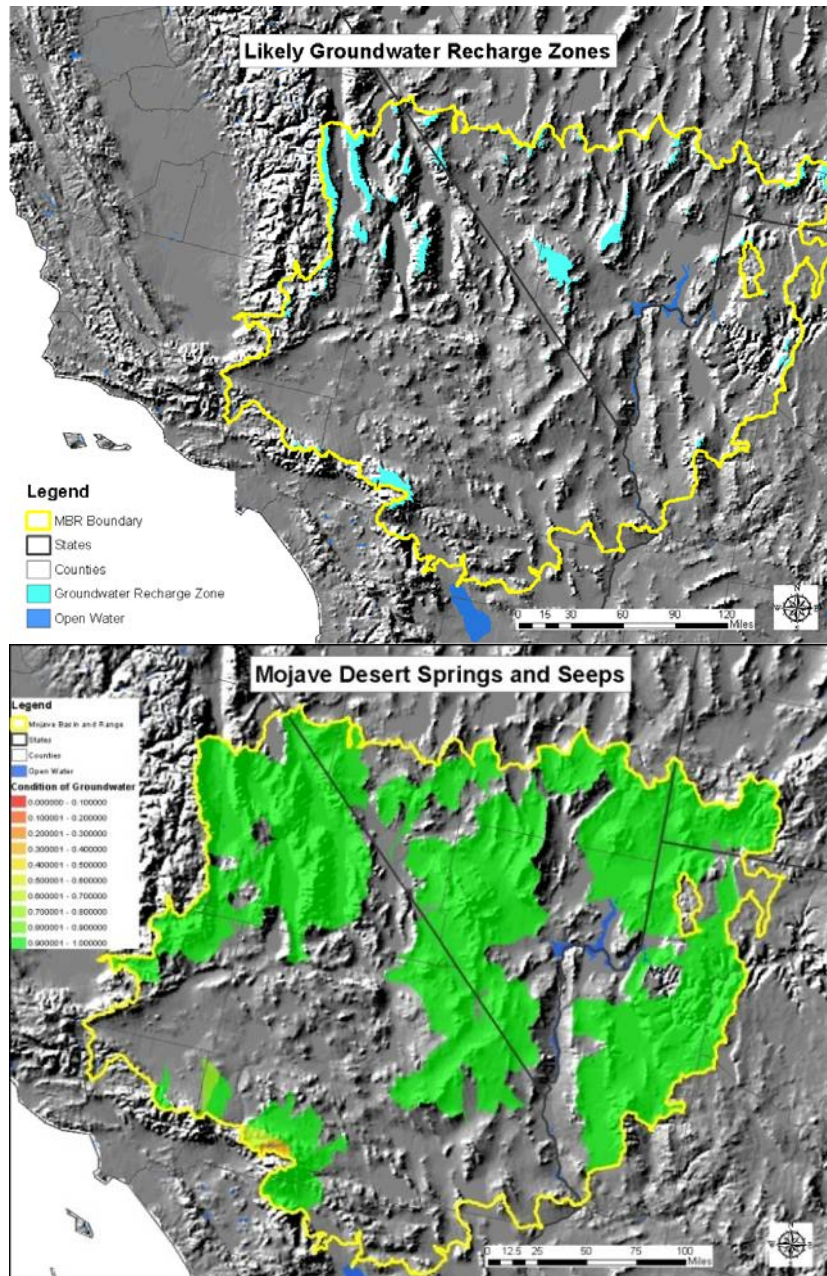 Likely Groundwater Recharge Zones
Legend
MBR Boundary
States
Counties
Groundwater Recharge Zone
Open Water
0 15 30 60 90 120
Miles
Mojave Desert Springs and Seeps
Legend
Mojave Basin and Range
States
Counties
Open Water
Condition of Groundwater
0.000000 - 0.100000
0.100001 - 0.200000
0.200001 - 0.300000
0.300001 - 0.400000
0.400001 - 0.500000
0.500001 - 0.600000
0.600001 - 0.700000
0.700001 - 0.800000
0.800001 - 0.900000
0.900001 - 1.000000
0 12.5 25 50 75 100
Miles